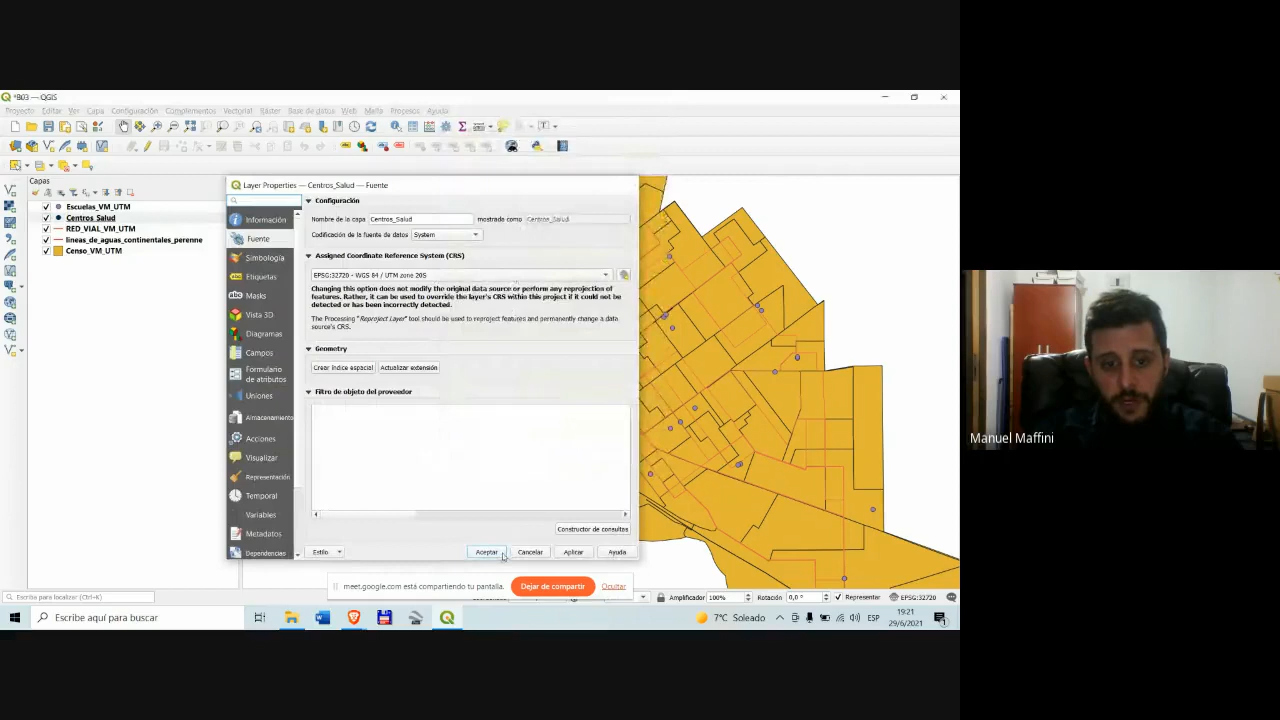 *B03 — QGIS
Proyecto Editar Ver Capa Configuración Complementos Vectorial Ráster Base de datos Web Malla Procesos Ayuda
Capas
Escuelas_VM_UTM
Centros_Salud
RED_VIAL_VM_UTM
lineas_de_aguas_continentales_perenne
Censo_VM_UTM
Layer Properties — Centros_Salud — Fuente
Información
Fuente
Simbología
Etiquetas
Masks
Vista 3D
Diagramas
Campos
Formulario
de atributos
Uniones
Almacenamiento
Acciones
Visualizar
Representación
Temporal
Variables
Metadatos
Dependencias
Configuración
Nombre de la capa Centros_Salud mostrada como Centros_Salud
Codificación de la fuente de datos System
Assigned Coordinate Reference System (CRS)
EPSG:32720 - WGS 84 / UTM zone 20S
Changing this option does not modify the original data source or perform any reprojection of
features. Rather, it can be used to override the layer's CRS within this project if it could not be
detected or has been incorrectly detected.
The Processing "Reproject Layer" tool should be used to reproject features and permanently change a data
source's CRS.
Geometry
Crear índice espacial Actualizar extensión
Filtro de objeto del proveedor
Constructor de consultas
Estilo Aceptar Cancelar Aplicar Ayuda
meet.google.com está compartiendo tu pantalla. Dejar de compartir Ocultar
Escriba para localizar (Ctrl+K) Amplificador 100% Rotación 0,0 ° Representar EPSG:32720
Escribe aquí para buscar
7°C Soleado
ESP
19:21
29/6/2021
Manuel Maffini